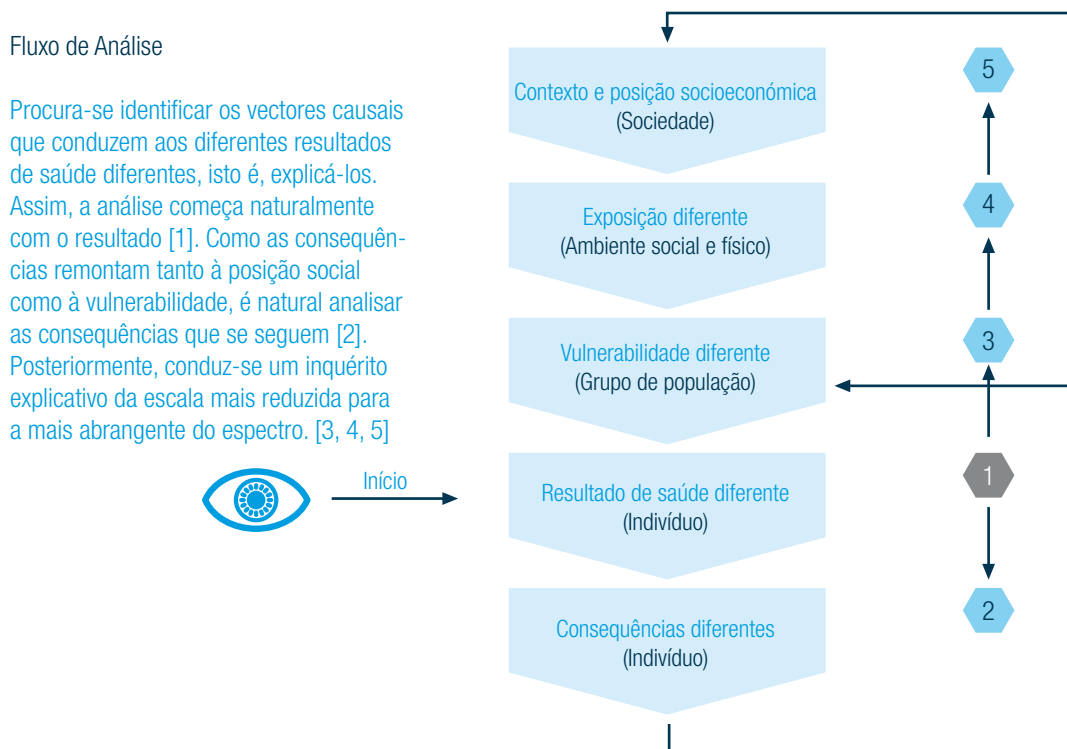 Fluxo de Análise
Procura-se identificar os vectores causais
que conduzem aos diferentes resultados
de saúde diferentes, isto é, explicá-los.
Assim, a análise começa naturalmente
com o resultado [1]. Como as consequên-
cias remontam tanto à posição social
como à vulnerabilidade, é natural analisar
as consequências que se seguem [2].
Posteriormente, conduz-se um inquérito
explicativo da escala mais reduzida para
a mais abrangente do espectro. [3, 4, 5]
Início
Contexto e posição socioeconómica
(Sociedade)
5
Exposição diferente
(Ambiente social e físico)
4
Vulnerabilidade diferente
(Grupo de população)
3
Resultado de saúde diferente
(Indivíduo)
1
Consequências diferentes
(Indivíduo)
2